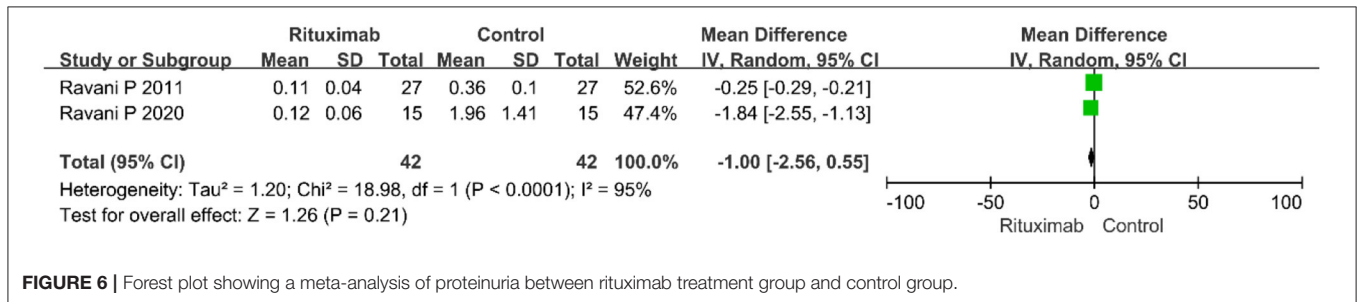 Rituximab Control Mean Difference Mean Difference
Study or Subgroup Mean SD Total Mean SD Total Weight IV, Random, 95% CI IV, Random, 95% CI
Ravani P 2011 0.11 0.04 27 0.36 0.1 27 52.6% -0.25 [-0.29, -0.21]
Ravani P 2020 0.12 0.06 15 1.96 1.41 15 47.4% -1.84 [-2.55, -1.13]
Total (95% CI) 42 42 100.0% -1.00 [-2.56, 0.55]
Heterogeneity: Tau² = 1.20; Chi² = 18.98, df = 1 (P < 0.0001); I² = 95%
Test for overall effect: Z = 1.26 (P = 0.21)
-100 -50 0 50 100
Rituximab Control
FIGURE 6 | Forest plot showing a meta-analysis of proteinuria between rituximab treatment group and control group.